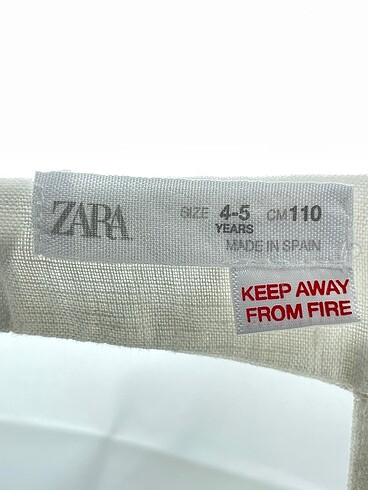 ZARA SIZE 4-5 CM 110
YEARS
MADE IN SPAIN
KEEP AWAY
FROM FIRE